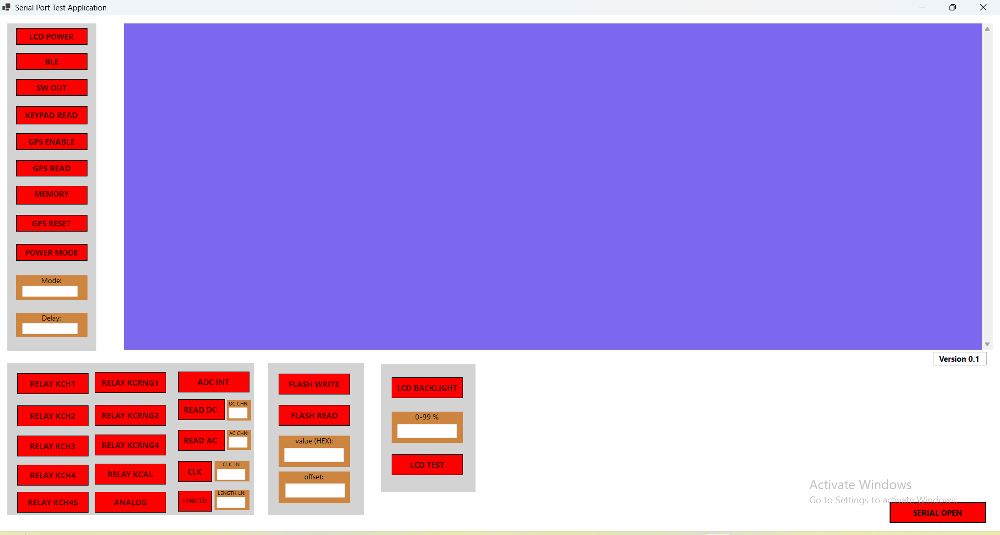 Serial Port Test Application
LCD POWER
BLE
SW OUT
KEYPAD READ
GPS ENABLE
GPS READ
MEMORY
GPS RESET
POWER MODE
Mode:
Delay:
Version 0.1
RELAY KCH1
RELAY KCH2
RELAY KCH3
RELAY KCH4
RELAY KCH4S
RELAY KCRNG1
RELAY KCRNG2
RELAY KCRNG4
RELAY KCAL
ANALOG
ADC INT
READ DC
DC CHN:
READ AC
AC CHN:
CLK
CLK LN:
LENGTH
LENGTH LN:
FLASH WRITE
FLASH READ
value (HEX):
offset:
LCD BACKLIGHT
0-99 %
LCD TEST
Activate Windows
Go to Settings to activate Windows.
SERIAL OPEN